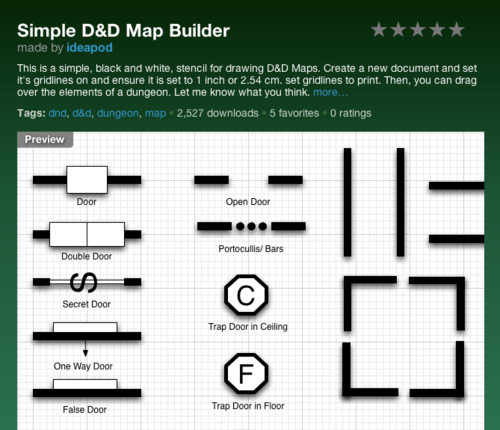 Simple D&D Map Builder
made by ideapod
This is a simple, black and white, stencil for drawing D&D Maps. Create a new document and set
it's gridlines on and ensure it is set to 1 inch or 2.54 cm. set gridlines to print. Then, you can drag
over the elements of a dungeon. Let me know what you think. more...
Tags: dnd, d&d, dungeon, map • 2,527 downloads • 5 favorites • 0 ratings
Preview
Door
Open Door
Double Door
Portocullis/ Bars
S
Secret Door
C
Trap Door in Ceiling
One Way Door
F
False Door
Trap Door in Floor